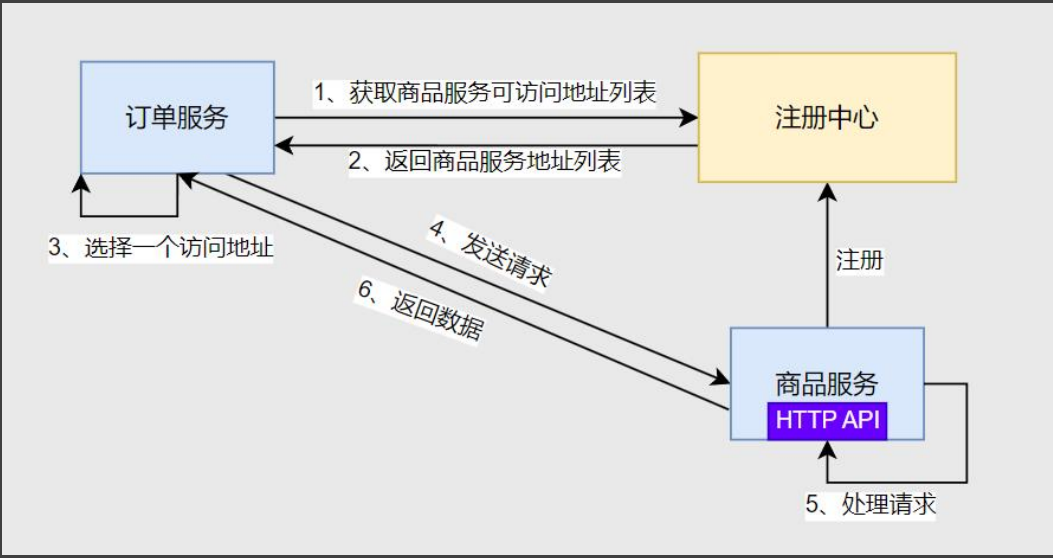 订单服务
1、获取商品服务可访问地址列表
注册中心
2、返回商品服务地址列表
3、选择一个访问地址
4、发送请求
注册
6、返回数据
商品服务
HTTP API
5、处理请求